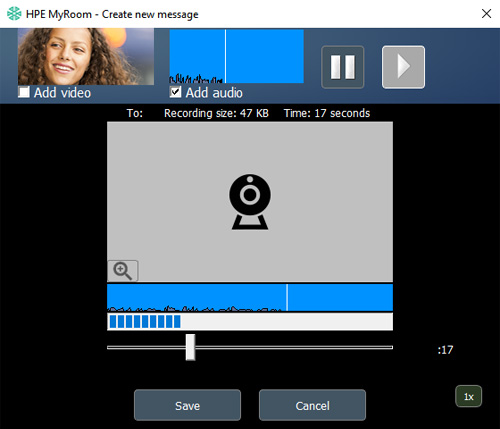 HPE MyRoom - Create new message
Add video
Add audio
To: Recording size: 47 KB Time: 17 seconds
:17
1x
Save
Cancel